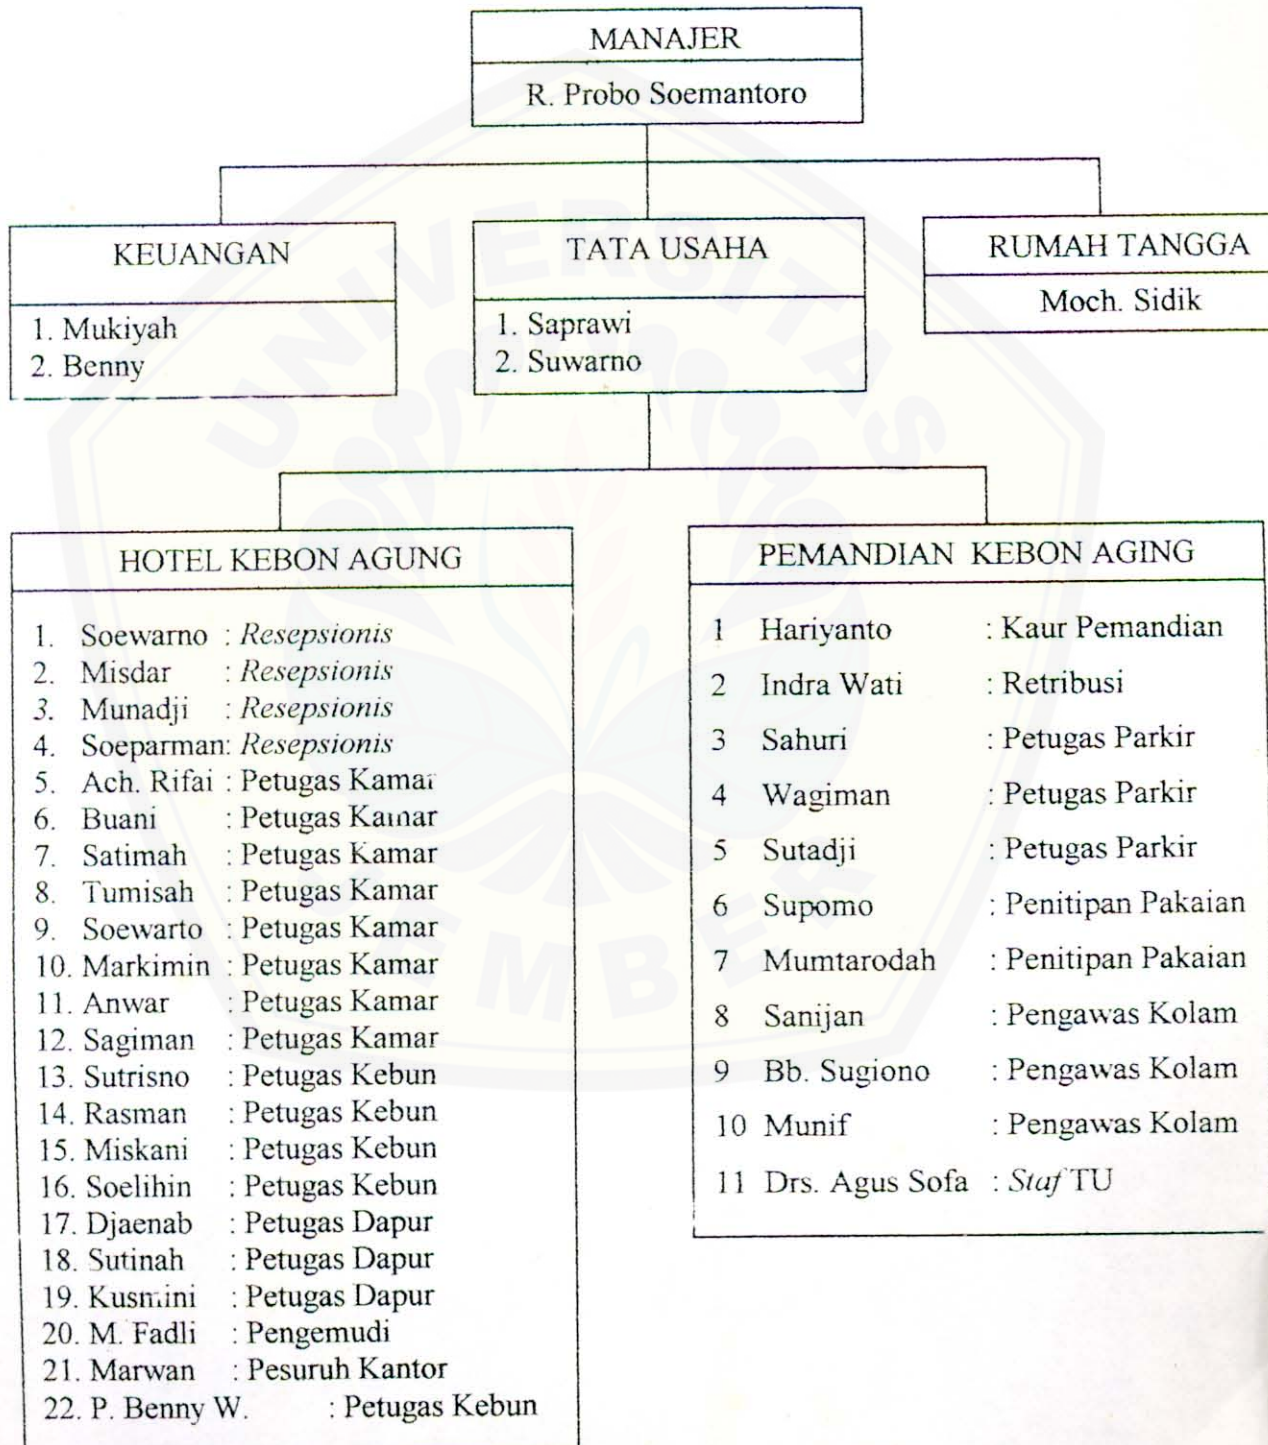 MANAJER
R. Probo Soemantoro
KEUANGAN
1. Mukiyah
2. Benny
TATA USAHA
1. Saprawi
2. Suwarno
RUMAH TANGGA
Moch. Sidik
HOTEL KEBON AGUNG
1. Soewarno : Resepsionis
2. Misdar : Resepsionis
3. Munadji : Resepsionis
4. Soeparman: Resepsionis
5. Ach. Rifai : Petugas Kamar
6. Buani : Petugas Kamar
7. Satimah : Petugas Kamar
8. Tumisah : Petugas Kamar
9. Soewarto : Petugas Kamar
10. Markimin : Petugas Kamar
11. Anwar : Petugas Kamar
12. Sagiman : Petugas Kamar
13. Sutrisno : Petugas Kebun
14. Rasman : Petugas Kebun
15. Miskani : Petugas Kebun
16. Soelihin : Petugas Kebun
17. Djaenab : Petugas Dapur
18. Sutinah : Petugas Dapur
19. Kusmini : Petugas Dapur
20. M. Fadli : Pengemudi
21. Marwan : Pesuruh Kantor
22. P. Benny W. : Petugas Kebun
PEMANDIAN KEBON AGING
1 Hariyanto : Kaur Pemandian
2 Indra Wati : Retribusi
3 Sahuri : Petugas Parkir
4 Wagiman : Petugas Parkir
5 Sutadji : Petugas Parkir
6 Supomo : Penitipan Pakaian
7 Mumtarodah : Penitipan Pakaian
8 Sanijan : Pengawas Kolam
9 Bb. Sugiono : Pengawas Kolam
10 Munif : Pengawas Kolam
11 Drs. Agus Sofa : Staf TU
UNIVERSITAS
JEMBER